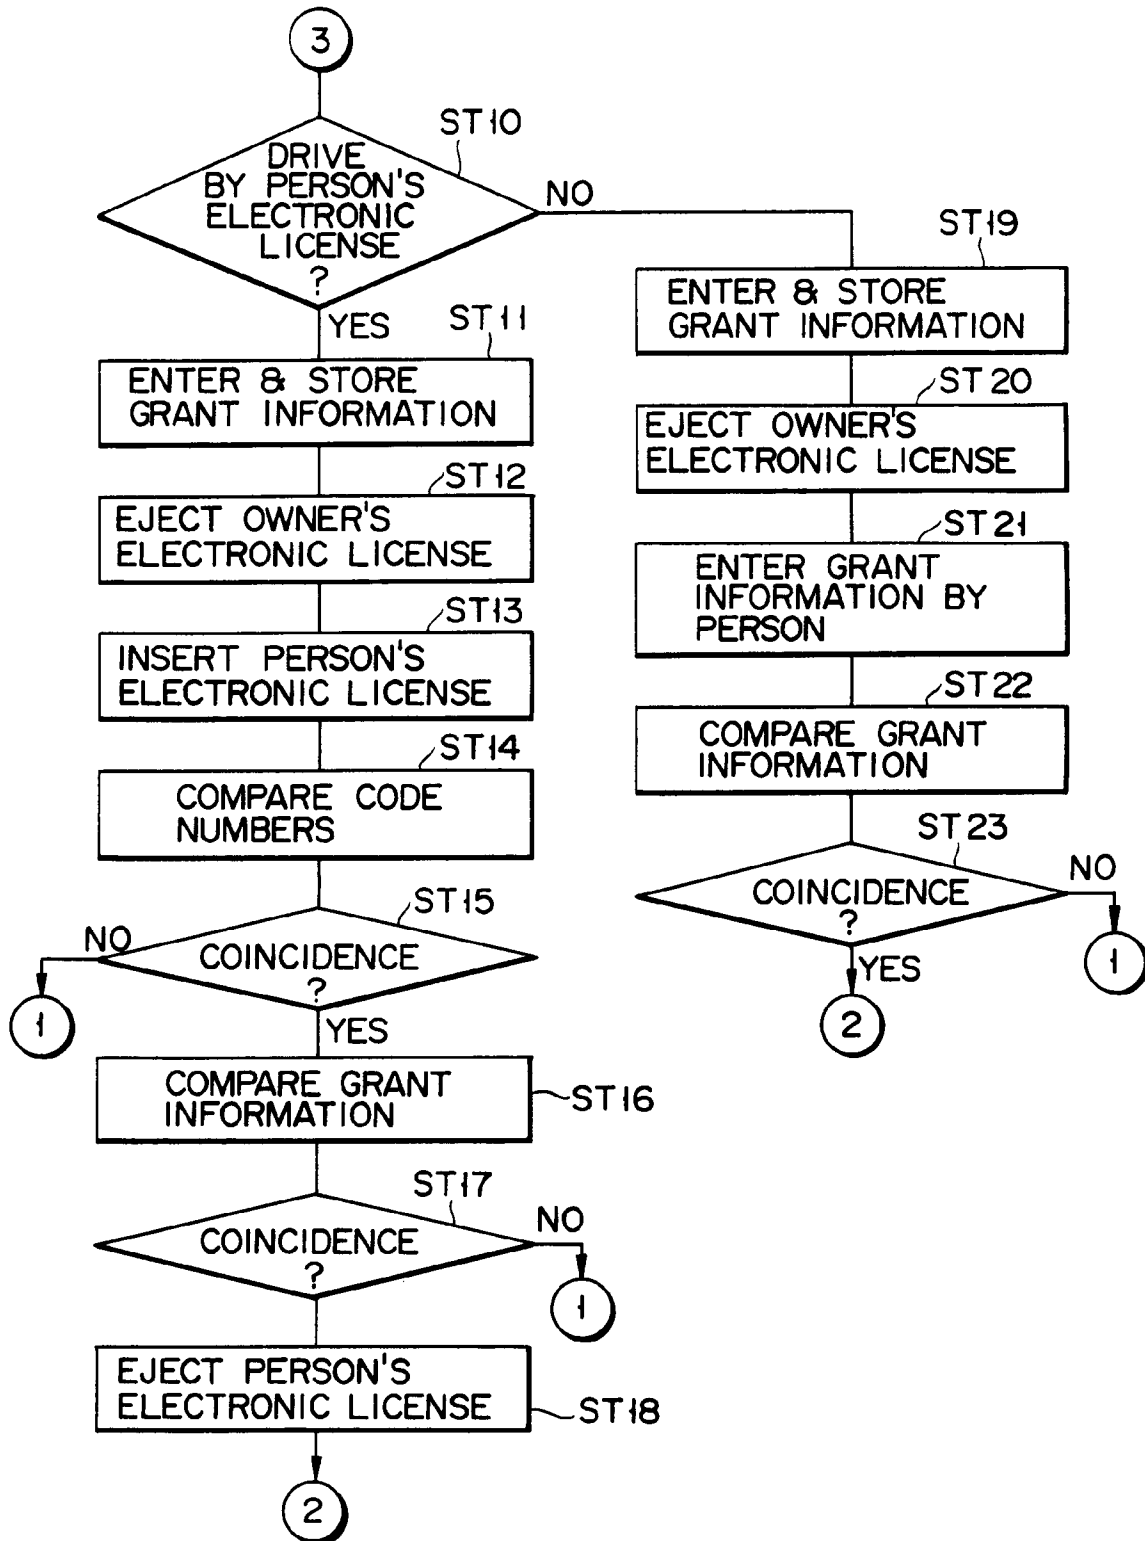 3
ST10
DRIVE
BY PERSON'S
ELECTRONIC
LICENSE
?
NO
YES
ST11
ENTER & STORE
GRANT INFORMATION
ST12
EJECT OWNER'S
ELECTRONIC LICENSE
ST13
INSERT PERSON'S
ELECTRONIC LICENSE
ST14
COMPARE CODE
NUMBERS
ST15
COINCIDENCE
?
NO
1
YES
COMPARE GRANT
INFORMATION
ST16
ST17
COINCIDENCE
?
NO
1
EJECT PERSON'S
ELECTRONIC LICENSE
ST18
2
ST19
ENTER & STORE
GRANT INFORMATION
ST20
EJECT OWNER'S
ELECTRONIC LICENSE
ST21
ENTER GRANT
INFORMATION BY
PERSON
ST22
COMPARE GRANT
INFORMATION
ST23
COINCIDENCE
?
NO
1
YES
2